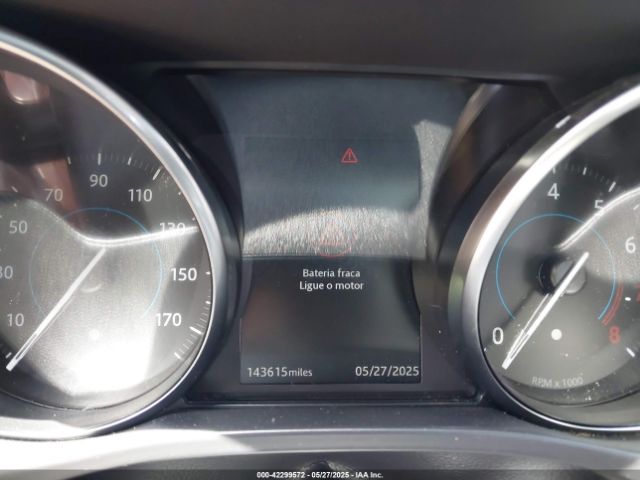 50 70 90 110 130
30 150
10 170
Bateria fraca
Ligue o motor
143615miles 05/27/2025
4 5 6
0 8
RPM x 1000
000-42299572 - 05/27/2025 - IAA Inc.